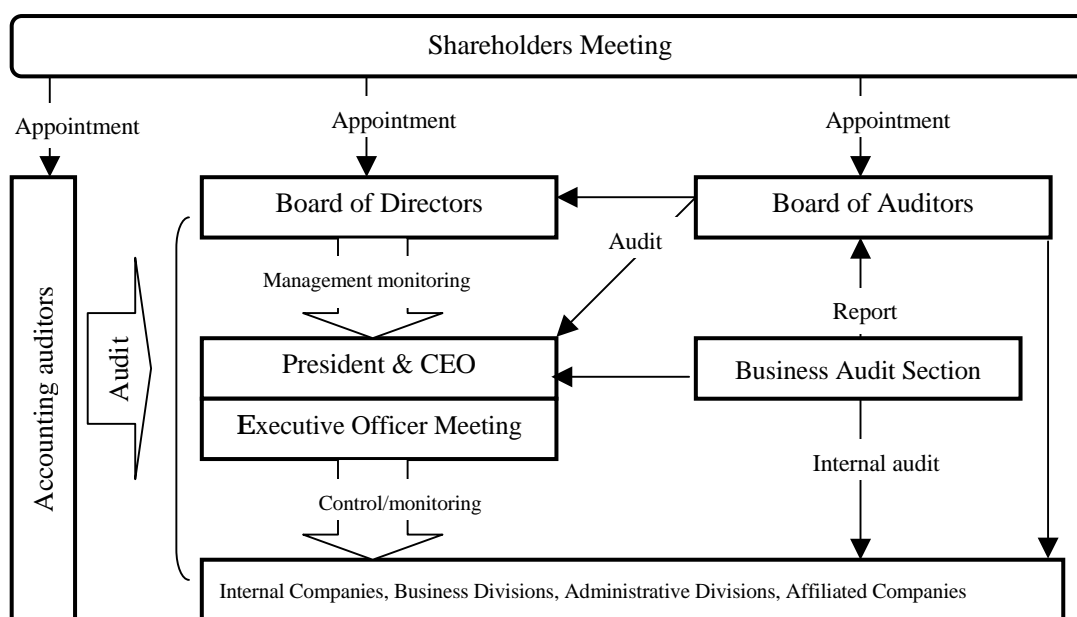 Shareholders Meeting
Appointment
Appointment
Appointment
Board of Directors
Board of Auditors
Audit
Management monitoring
Report
Accounting auditors
Audit
President & CEO
Business Audit Section
Executive Officer Meeting
Internal audit
Control/monitoring
Internal Companies, Business Divisions, Administrative Divisions, Affiliated Companies